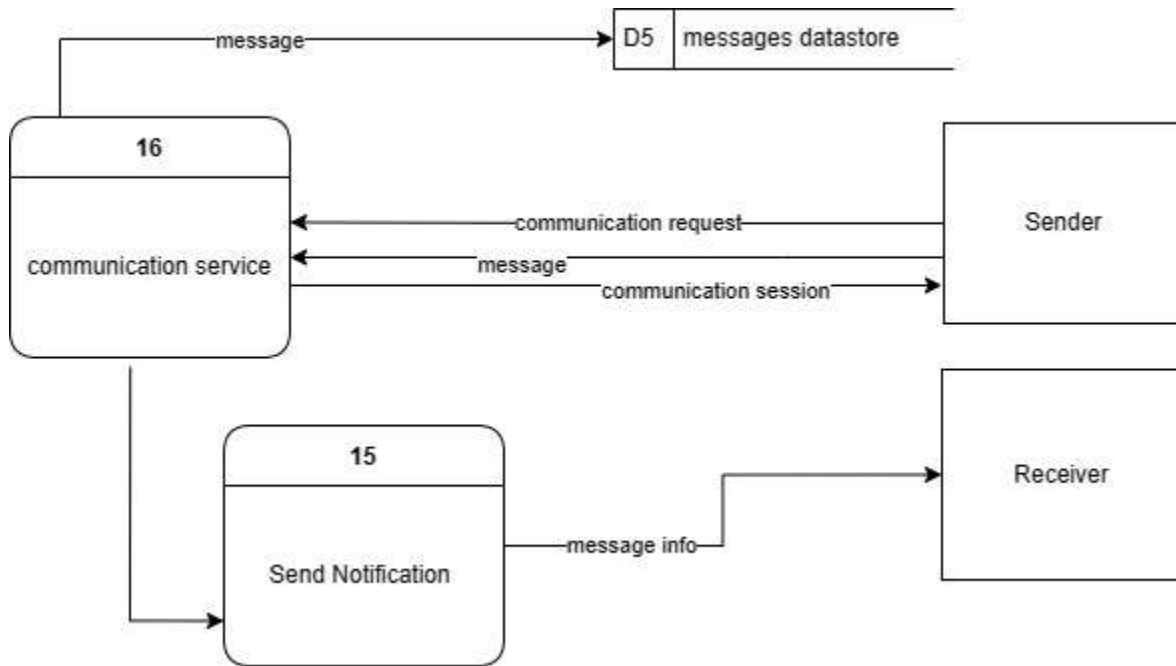 message
D5
messages datastore
16
communication service
communication request
message
communication session
Sender
15
Send Notification
message info
Receiver